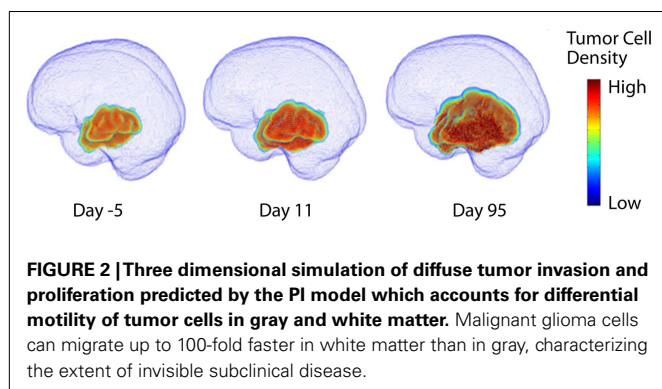 Tumor Cell
Density
High
Low
Day -5
Day 11
Day 95
FIGURE 2 | Three dimensional simulation of diffuse tumor invasion and
proliferation predicted by the PI model which accounts for differential
motility of tumor cells in gray and white matter. Malignant glioma cells
can migrate up to 100-fold faster in white matter than in gray, characterizing
the extent of invisible subclinical disease.